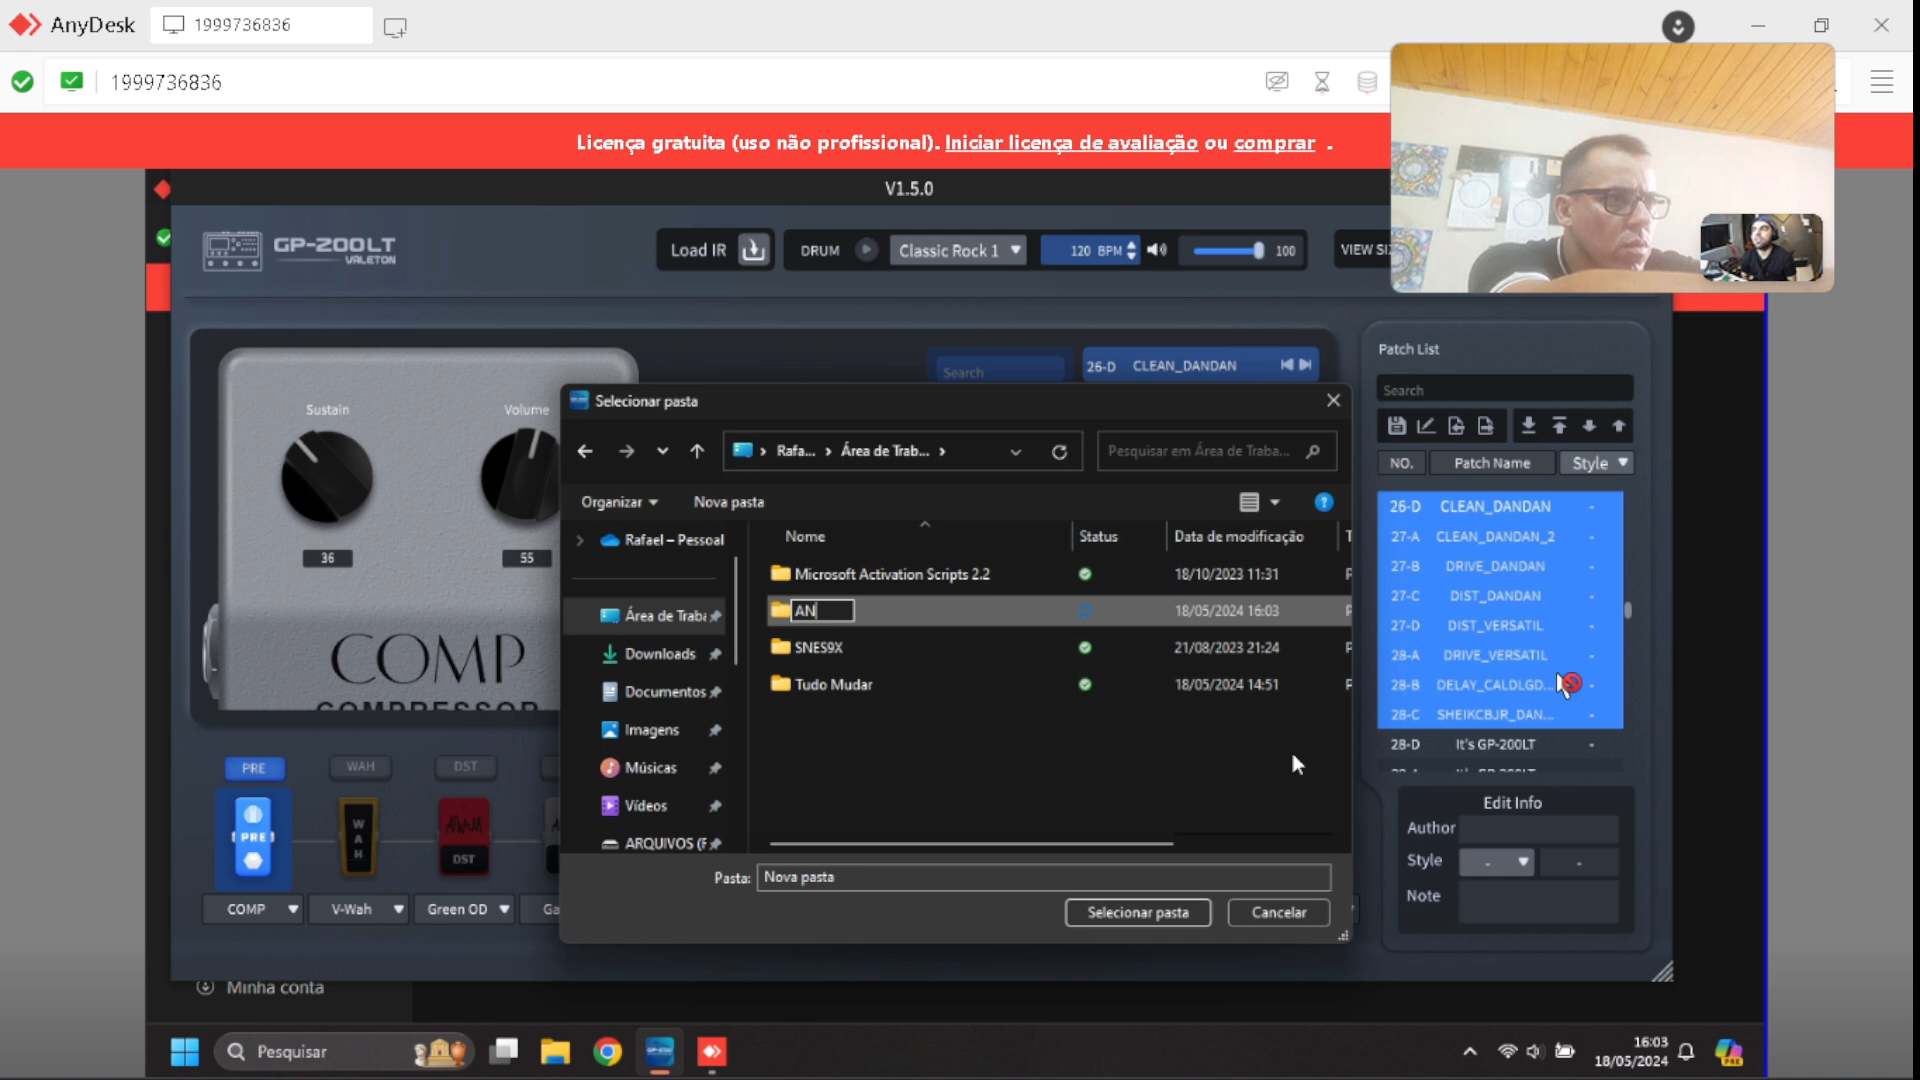 AnyDesk
1999736836
1999736836
Licença gratuita (uso não profissional). Iniciar licença de avaliação ou comprar .
V1.5.0
GP-200LT
VALETON
Load IR
DRUM
Classic Rock 1
120 BPM
100
VIEW
Search
26-D CLEAN_DANDAN
Sustain
Volume
36
55
COMP
COMPRESSOR
PRE
WAH
DST
PRE
WAH
DST
COMP
V-Wah
Green OD
Ga
Selecionar pasta
Rafa... > Área de Trab... >
Pesquisar em Área de Traba...
Organizar
Nova pasta
Rafael – Pessoal
Área de Traba
Downloads
Documentos
Imagens
Músicas
Vídeos
ARQUIVOS (F
Nome Status Data de modificação T
Microsoft Activation Scripts 2.2 18/10/2023 11:31 P
AN 18/05/2024 16:03 P
SNES9X 21/08/2023 21:24 P
Tudo Mudar 18/05/2024 14:51 P
Pasta: Nova pasta
Selecionar pasta
Cancelar
Patch List
Search
NO. Patch Name Style
26-D CLEAN_DANDAN -
27-A CLEAN_DANDAN_2 -
27-B DRIVE_DANDAN -
27-C DIST_DANDAN -
27-D DIST_VERSATIL -
28-A DRIVE_VERSATIL -
28-B DELAY_CALDLGD... -
28-C SHEIKCBJR_DAN... -
28-D It's GP-200LT -
Edit Info
Author
Style - -
Note
Minha conta
Pesquisar
16:03
18/05/2024
PRE